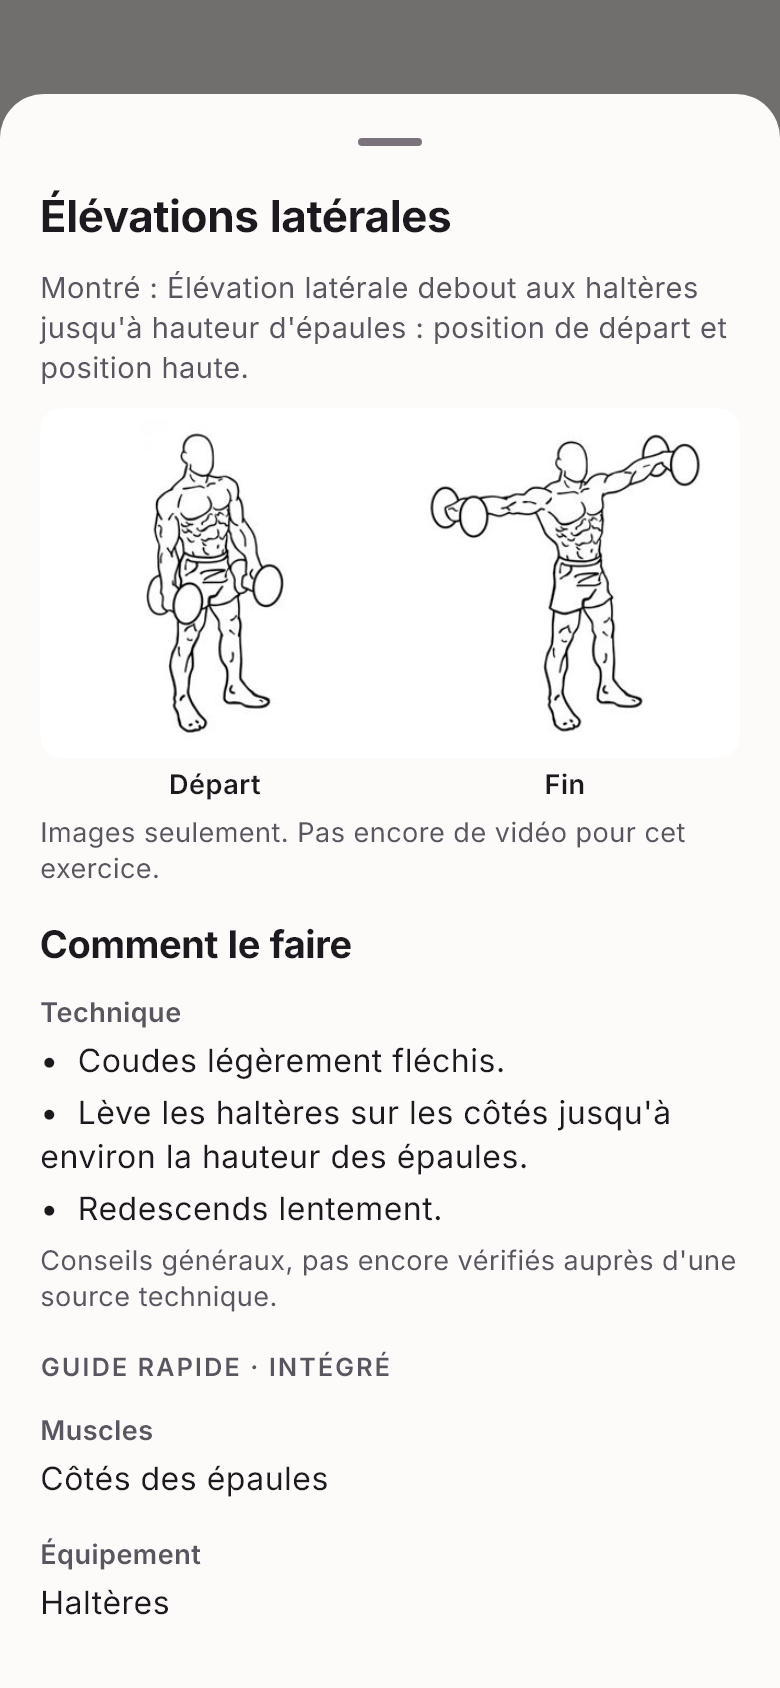 Élévations latérales
Montré : Élévation latérale debout aux haltères
jusqu'à hauteur d'épaules : position de départ et
position haute.
Départ
Fin
Images seulement. Pas encore de vidéo pour cet
exercice.
Comment le faire
Technique
• Coudes légèrement fléchis.
• Lève les haltères sur les côtés jusqu'à
environ la hauteur des épaules.
• Redescends lentement.
Conseils généraux, pas encore vérifiés auprès d'une
source technique.
GUIDE RAPIDE · INTÉGRÉ
Muscles
Côtés des épaules
Équipement
Haltères